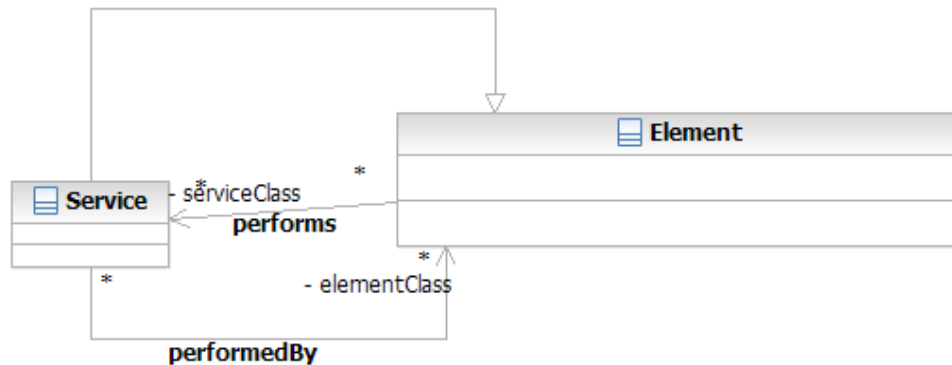 Element
*
*
- serviceClass
Service
performs
*
*
- elementClass
performedBy